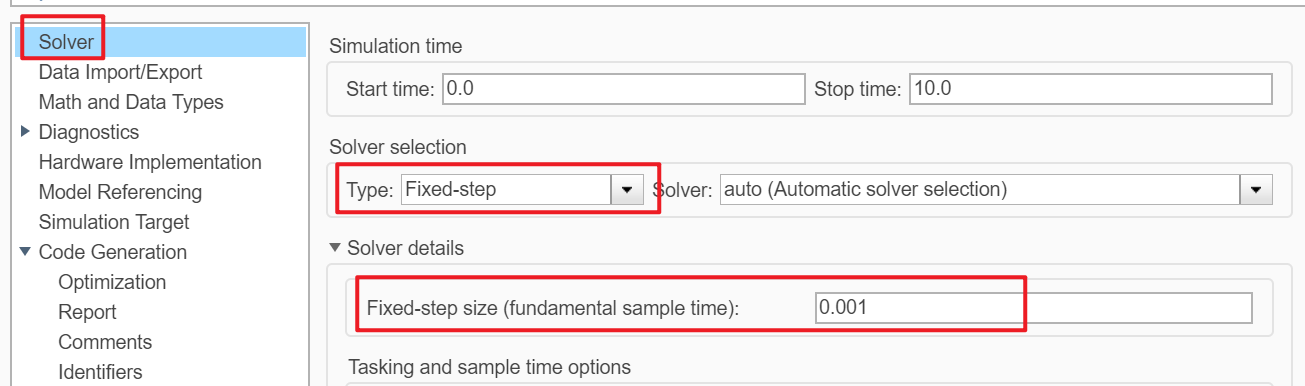 Solver
Data Import/Export
Math and Data Types
Diagnostics
Hardware Implementation
Model Referencing
Simulation Target
Code Generation
Optimization
Report
Comments
Identifiers
Simulation time
Start time: 0.0 Stop time: 10.0
Solver selection
Type: Fixed-step Solver: auto (Automatic solver selection)
Solver details
Fixed-step size (fundamental sample time): 0.001
Tasking and sample time options